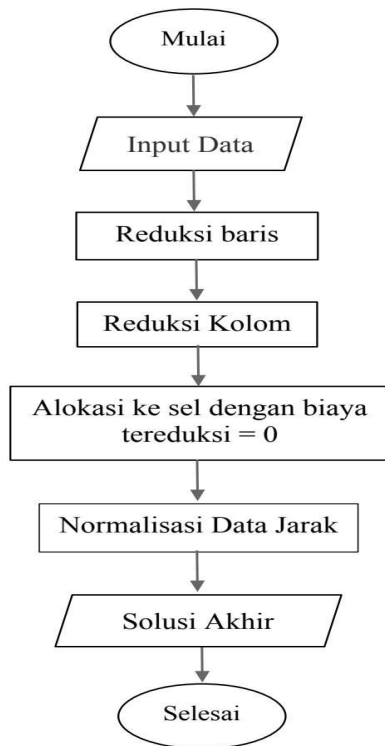 Mulai
Input Data
Reduksi baris
Reduksi Kolom
Alokasi ke sel dengan biaya
tereduksi = 0
Normalisasi Data Jarak
Solusi Akhir
Selesai